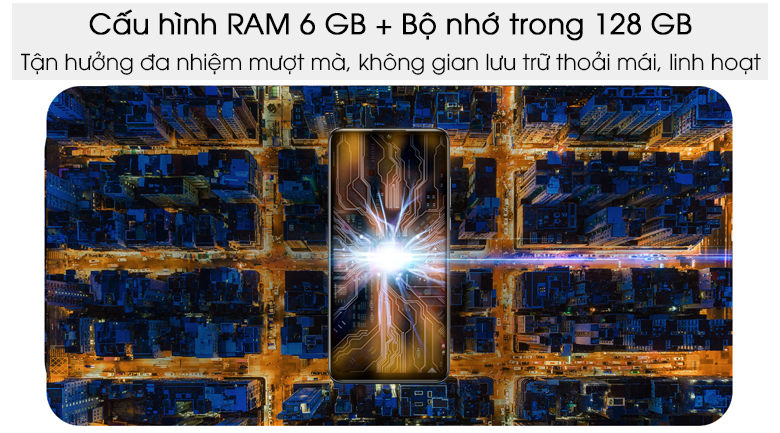 Cấu hình RAM 6 GB + Bộ nhớ trong 128 GB
Tận hưởng đa nhiệm mượt mà, không gian lưu trữ thoải mái, linh hoạt